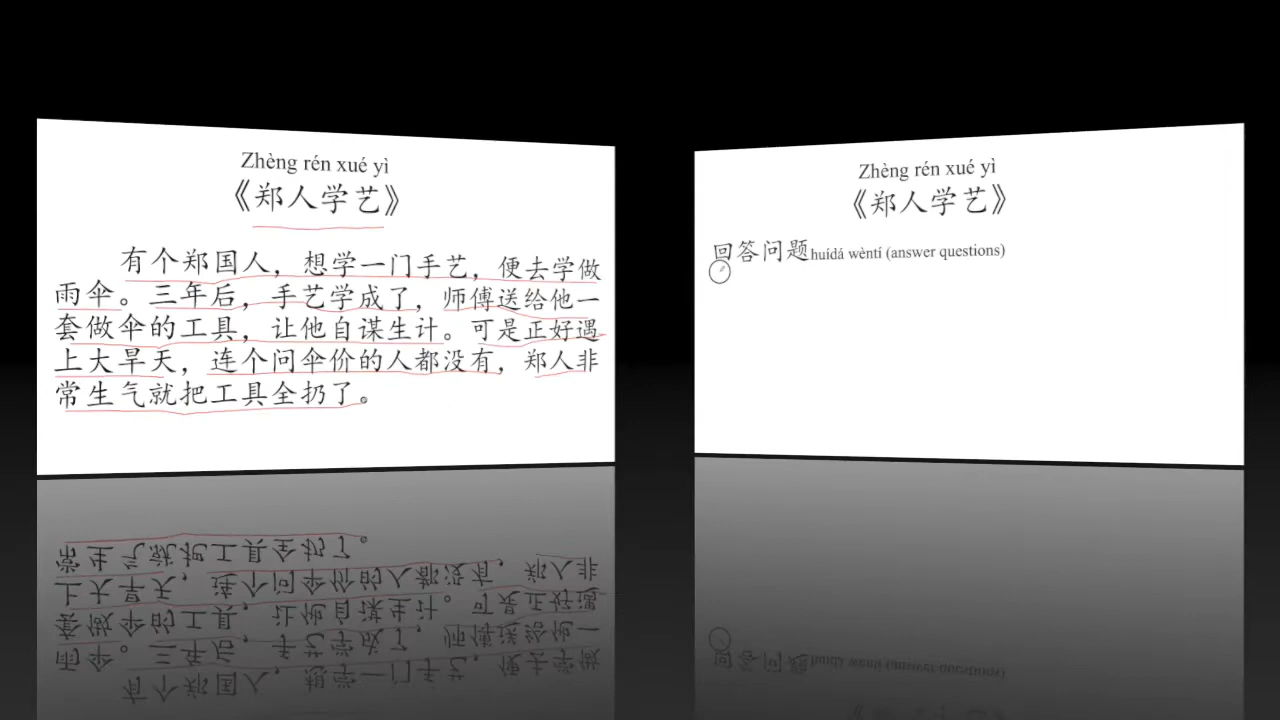 Zhèng rén xué yì
《郑人学艺》
有个郑国人，想学一门手艺，便去学做
雨伞。三年后，手艺学成了，师傅送给他一
套做伞的工具，让他自谋生计。可是正好遇
上大旱天，连个问伞价的人都没有，郑人非
常生气就把工具全扔了。
Zhèng rén xué yì
《郑人学艺》
回答问题huídá wèntí (answer questions)